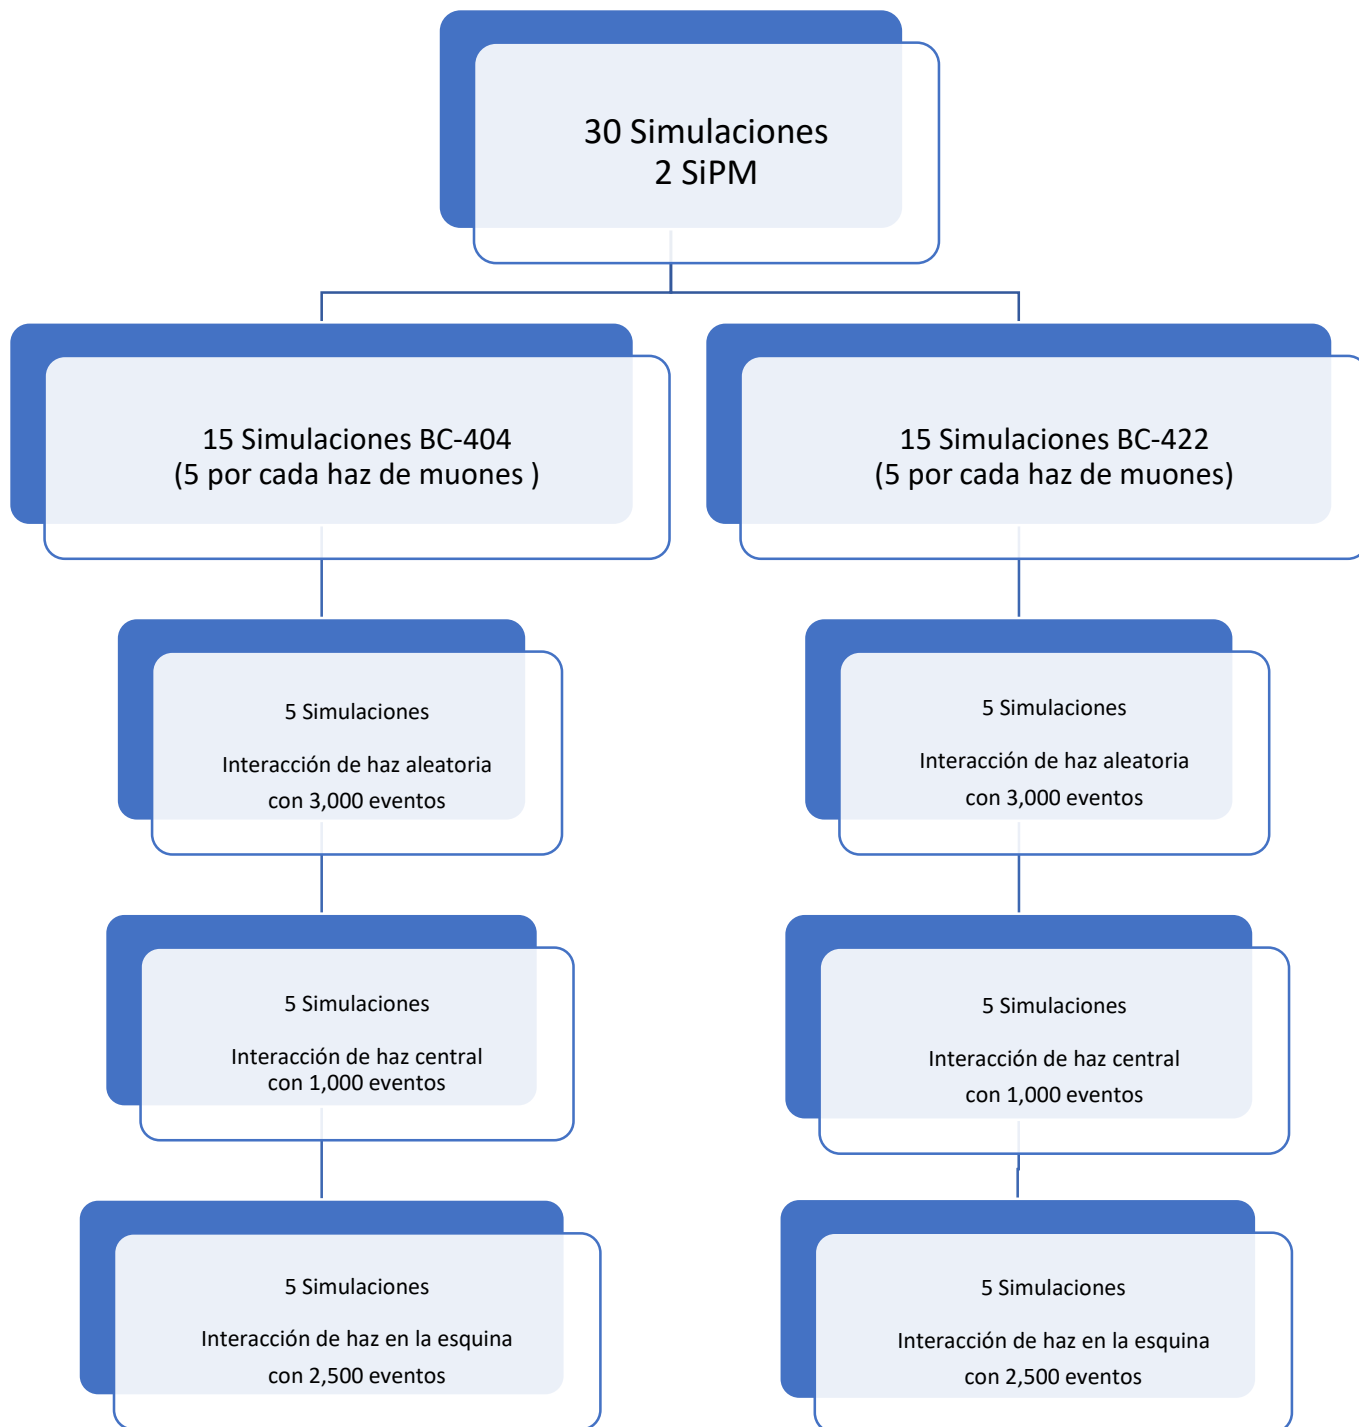 30 Simulaciones
2 SiPM
15 Simulaciones BC-404
(5 por cada haz de muones )
15 Simulaciones BC-422
(5 por cada haz de muones)
5 Simulaciones
Interacción de haz aleatoria
con 3,000 eventos
5 Simulaciones
Interacción de haz aleatoria
con 3,000 eventos
5 Simulaciones
Interacción de haz central
con 1,000 eventos
5 Simulaciones
Interacción de haz central
con 1,000 eventos
5 Simulaciones
Interacción de haz en la esquina
con 2,500 eventos
5 Simulaciones
Interacción de haz en la esquina
con 2,500 eventos